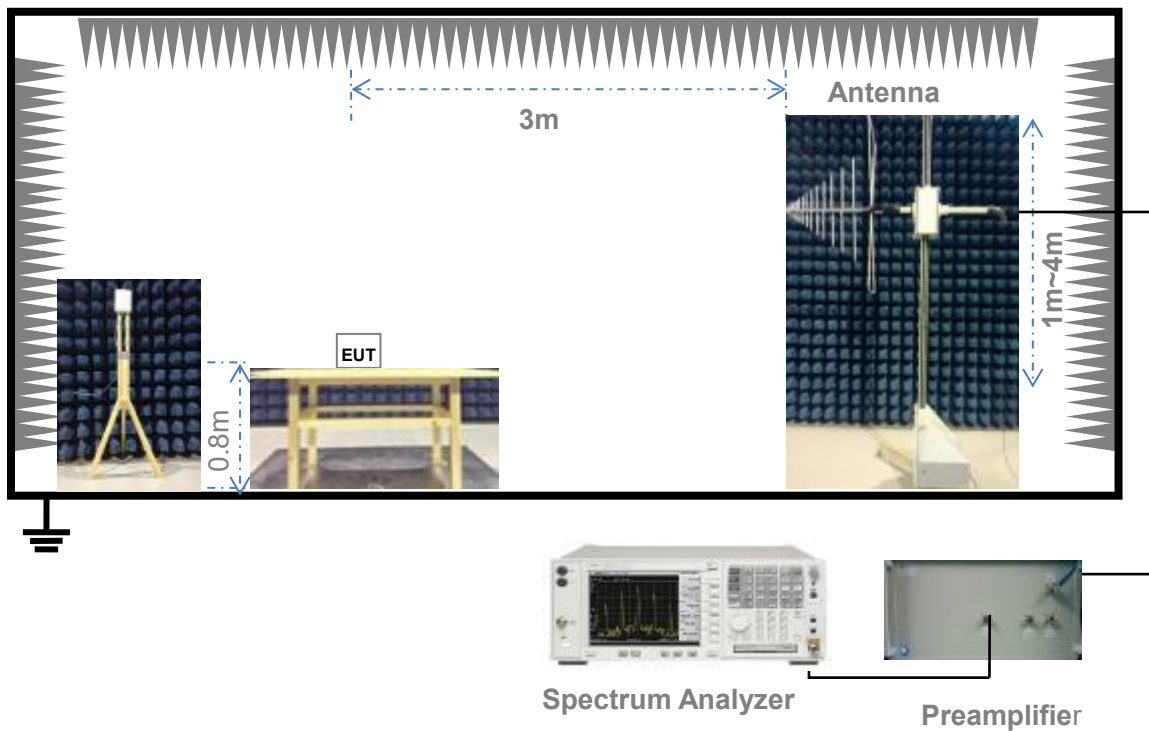 Antenna
3m
1m~4m
EUT
0.8m
Spectrum Analyzer
Preamplifier